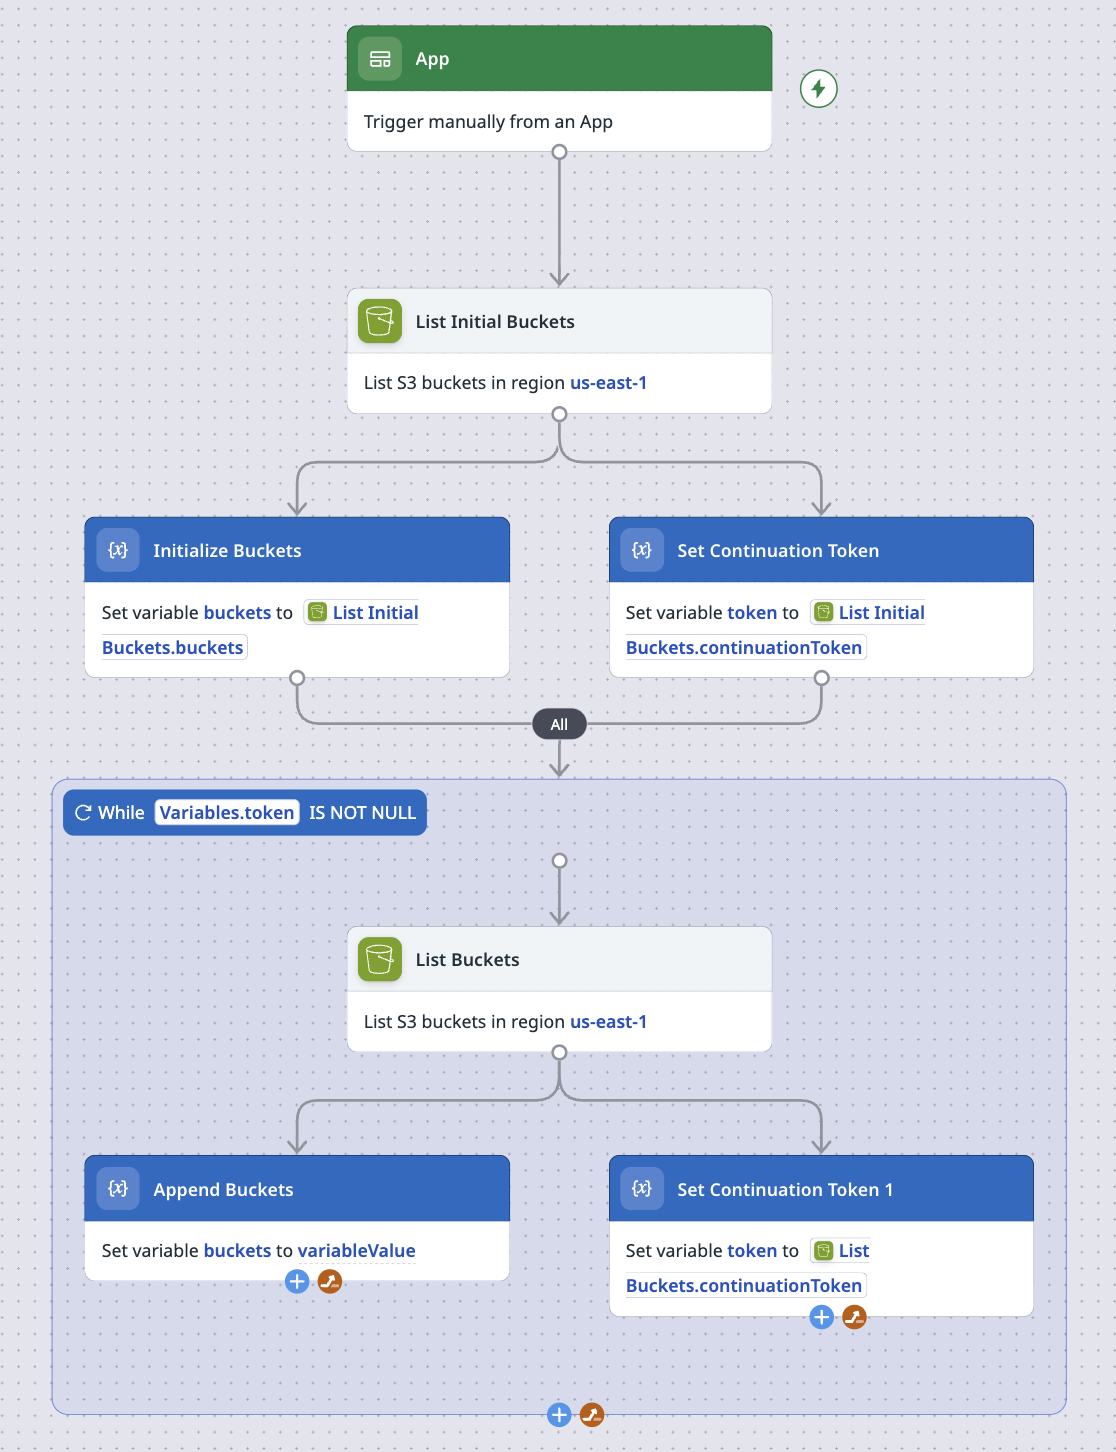 App
Trigger manually from an App
List Initial Buckets
List S3 buckets in region us-east-1
{x} Initialize Buckets
Set variable buckets to List Initial
Buckets.buckets
{x} Set Continuation Token
Set variable token to List Initial
Buckets.continuationToken
All
While Variables.token IS NOT NULL
List Buckets
List S3 buckets in region us-east-1
{x} Append Buckets
Set variable buckets to variableValue
{x} Set Continuation Token 1
Set variable token to List
Buckets.continuationToken